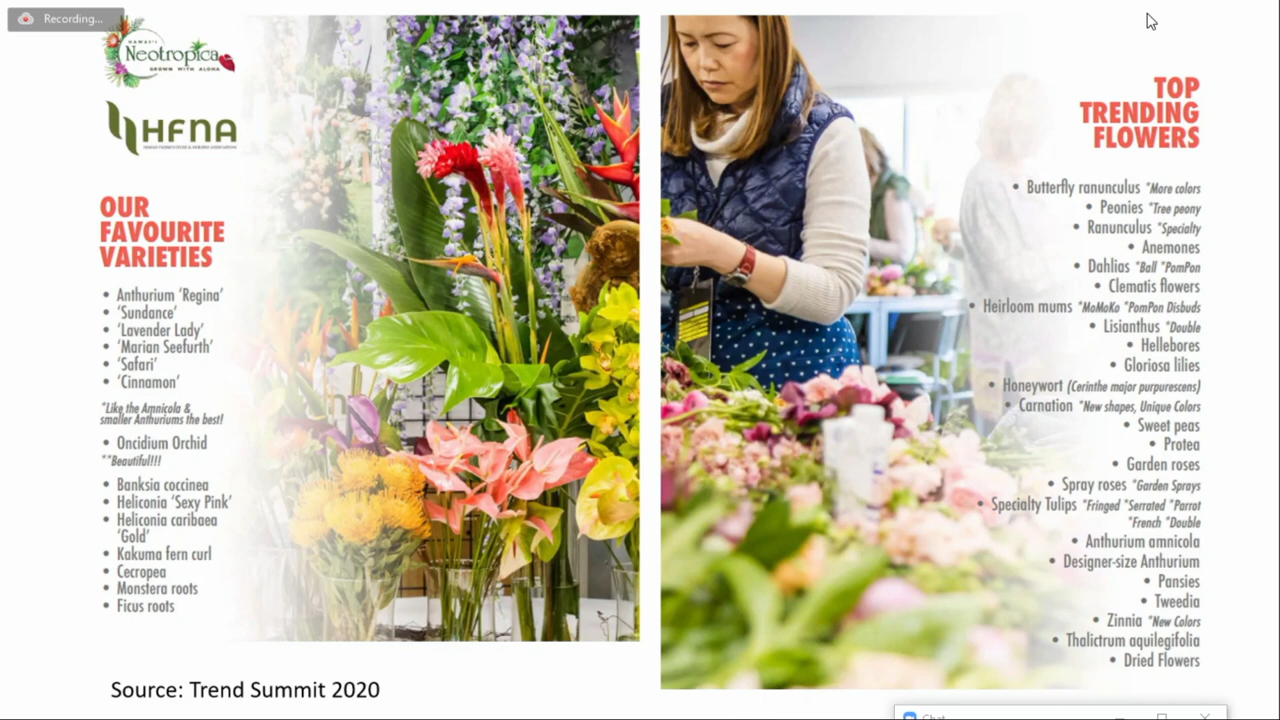 Recording...
HAWAI'I
Neotropica
GROWN WITH ALOHA
HFNA
OUR
FAVOURITE
VARIETIES
• Anthurium ‘Regina’
• ‘Sundance’
• ‘Lavender Lady’
• ‘Marian Seefurth’
• ‘Safari’
• ‘Cinnamon’
*Like the Amnicola &
smaller Anthuriums the best!
• Oncidium Orchid
**Beautiful!!!
• Banksia coccinea
• Heliconia ‘Sexy Pink’
• Heliconia caribaea
‘Gold’
• Kakuma fern curl
• Cecropea
• Monstera roots
• Ficus roots
Source: Trend Summit 2020
TOP
TRENDING
FLOWERS
• Butterfly ranunculus *More colors
• Peonies *Tree peony
• Ranunculus *Specialty
• Anemones
• Dahlias *Ball *PomPon
• Clematis flowers
• Heirloom mums *MoMoKo *PomPon Disbuds
• Lisianthus *Double
• Hellebores
• Gloriosa lilies
• Honeywort (Cerinthe major purpurescens)
• Carnation *New shapes, Unique Colors
• Sweet peas
• Protea
• Garden roses
• Spray roses *Garden Sprays
• Specialty Tulips *Fringed *Serrated *Parrot
*French *Double
• Anthurium amnicola
• Designer-size Anthurium
• Pansies
• Tweedia
• Zinnia *New Colors
• Thalictrum aquilegifolia
• Dried Flowers
Chat